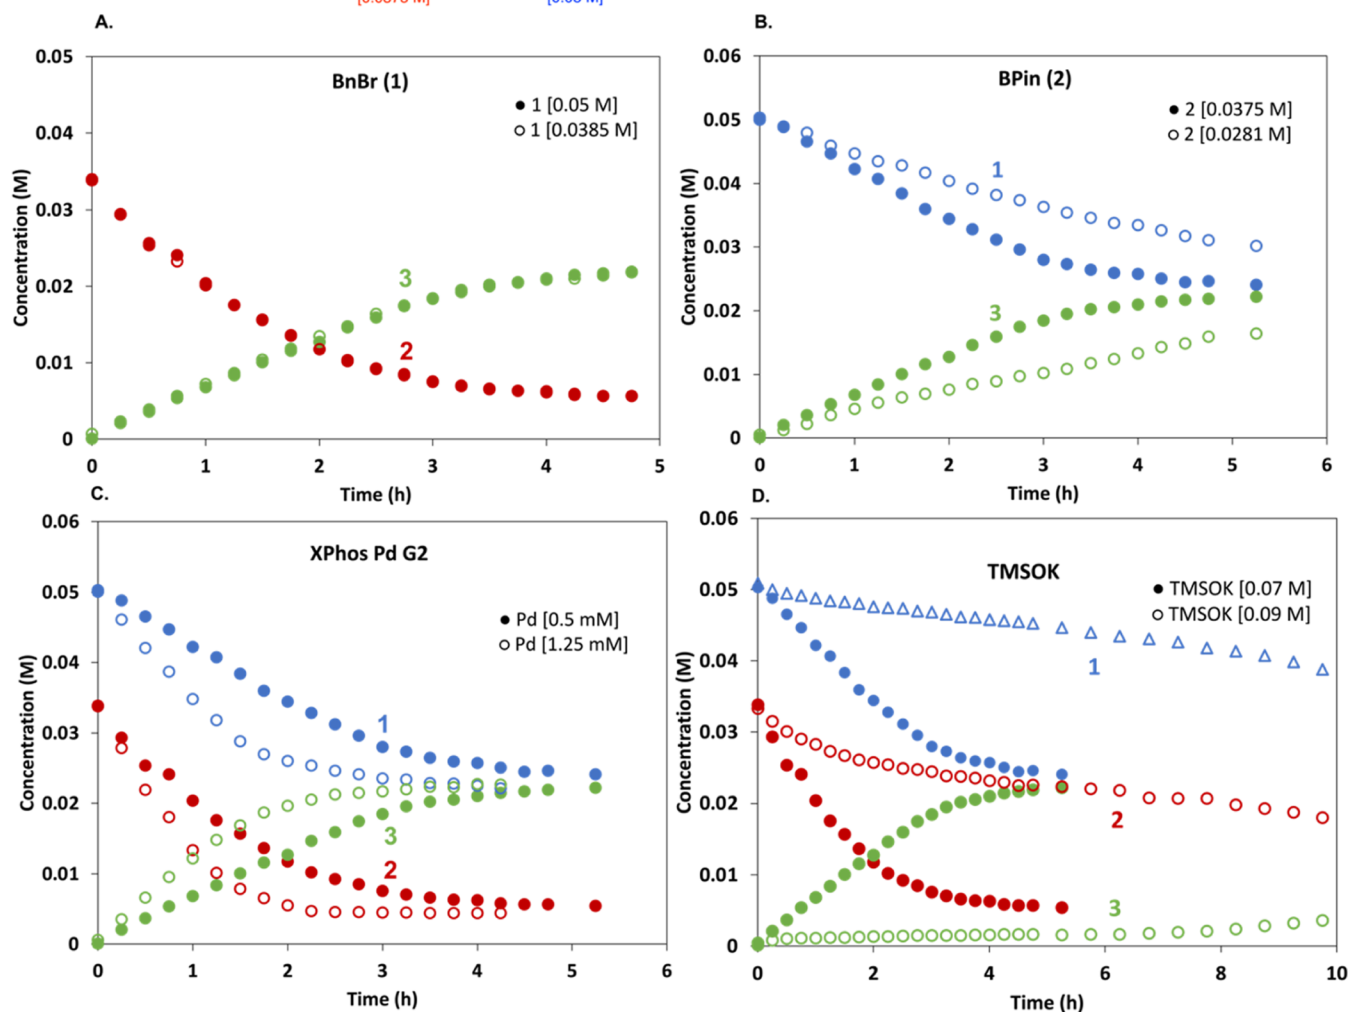 [0.0375 M] [0.05 M]
A.
BnBr (1)
1 [0.05 M]
1 [0.0385 M]
Concentration (M)
0.05
0.04
0.03
0.02
0.01
0
3
2
0 1 2 3 4 5
Time (h)
B.
BPin (2)
2 [0.0375 M]
2 [0.0281 M]
Concentration (M)
0.06
0.05
0.04
0.03
0.02
0.01
0
1
3
0 1 2 3 4 5 6
Time (h)
C.
XPhos Pd G2
Pd [0.5 mM]
Pd [1.25 mM]
Concentration (M)
0.06
0.05
0.04
0.03
0.02
0.01
0
1
3
2
0 1 2 3 4 5 6
Time (h)
D.
TMSOK
TMSOK [0.07 M]
TMSOK [0.09 M]
Concentration (M)
0.06
0.05
0.04
0.03
0.02
0.01
0
1
2
3
0 2 4 6 8 10
Time (h)